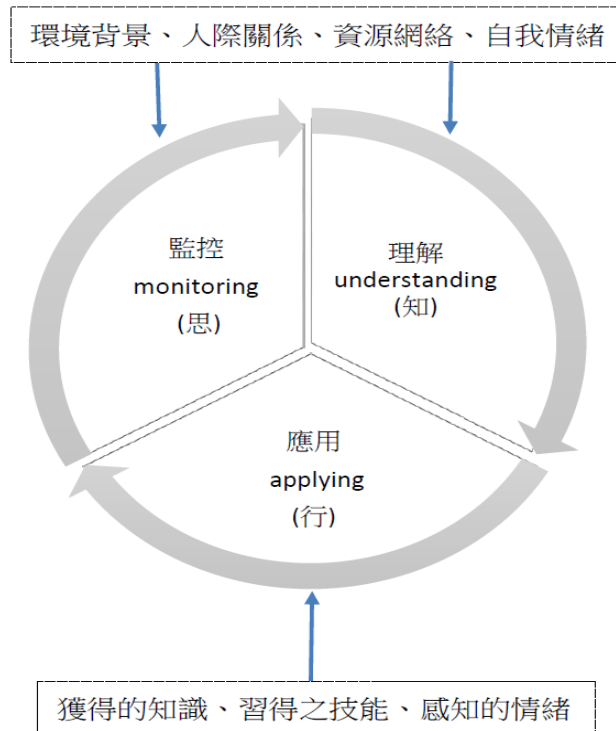 環境背景、人際關係、資源網絡、自我情緒
監控
monitoring
(思)
理解
understanding
(知)
應用
applying
(行)
獲得的知識、習得之技能、感知的情緒